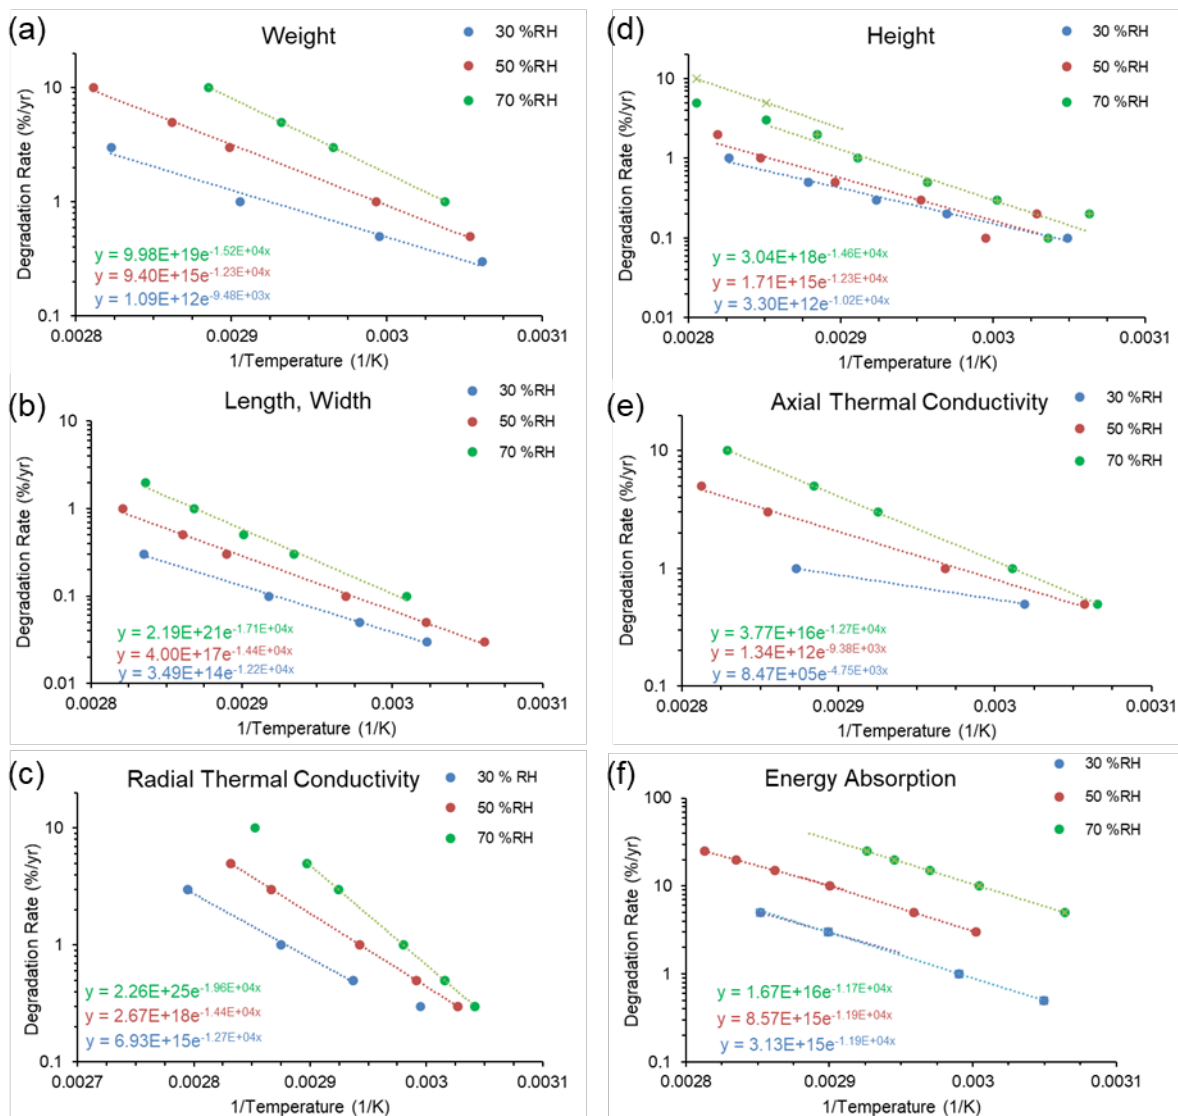 (a)
Weight
30 %RH
50 %RH
70 %RH
Degradation Rate (%/yr)
10
1
0.1
y = 9.98E+19e-1.52E+04x
y = 9.40E+15e-1.23E+04x
y = 1.09E+12e-9.48E+03x
0.0028 0.0029 0.003 0.0031
1/Temperature (1/K)
(b)
Length, Width
30 %RH
50 %RH
70 %RH
Degradation Rate (%/yr)
10
1
0.1
0.01
y = 2.19E+21e-1.71E+04x
y = 4.00E+17e-1.44E+04x
y = 3.49E+14e-1.22E+04x
0.0028 0.0029 0.003 0.0031
1/Temperature (1/K)
(c)
Radial Thermal Conductivity
30 % RH
50 %RH
70 %RH
Degradation Rate (%/yr)
10
1
0.1
y = 2.26E+25e-1.96E+04x
y = 2.67E+18e-1.44E+04x
y = 6.93E+15e-1.27E+04x
0.0027 0.0028 0.0029 0.003 0.0031
1/Temperature (1/K)
(d)
Height
30 %RH
50 %RH
70 %RH
Degradation Rate (%/yr)
10
1
0.1
0.01
y = 3.04E+18e-1.46E+04x
y = 1.71E+15e-1.23E+04x
y = 3.30E+12e-1.02E+04x
0.0028 0.0029 0.003 0.0031
1/Temperature (1/K)
(e)
Axial Thermal Conductivity
30 %RH
50 %RH
70 %RH
Degradation Rate (%/yr)
10
1
0.1
y = 3.77E+16e-1.27E+04x
y = 1.34E+12e-9.38E+03x
y = 8.47E+05e-4.75E+03x
0.0028 0.0029 0.003 0.0031
1/Temperature (1/K)
(f)
Energy Absorption
30 %RH
50 %RH
70 %RH
Degradation Rate (%/yr)
100
10
1
0.1
y = 1.67E+16e-1.17E+04x
y = 8.57E+15e-1.19E+04x
y = 3.13E+15e-1.19E+04x
0.0028 0.0029 0.003 0.0031
1/Temperature (1/K)